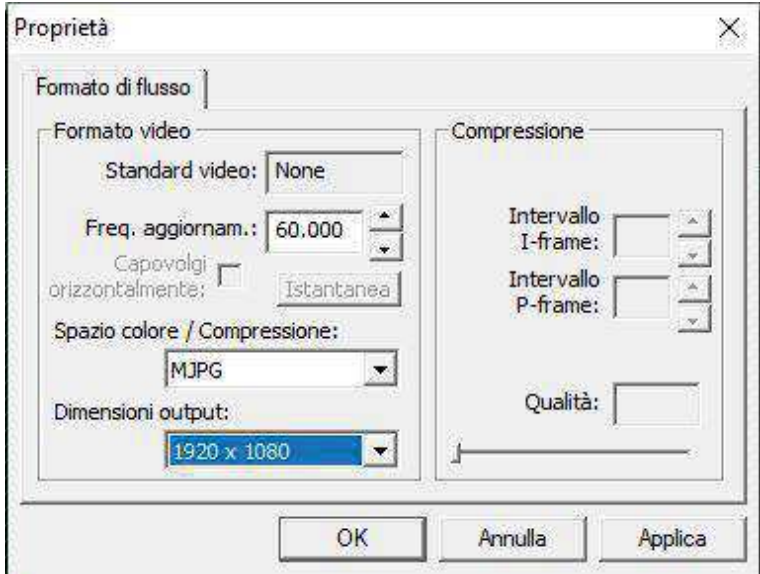 Proprietà
Formato di flusso
Formato video
Standard video: None
Freq. aggiornam.: 60.000
Capovolgi
orizzontalmente:
Istantanea
Spazio colore / Compressione:
MJPG
Dimensioni output:
1920 x 1080
Compressione
Intervallo
I-frame:
Intervallo
P-frame:
Qualità:
OK
Annulla
Applica